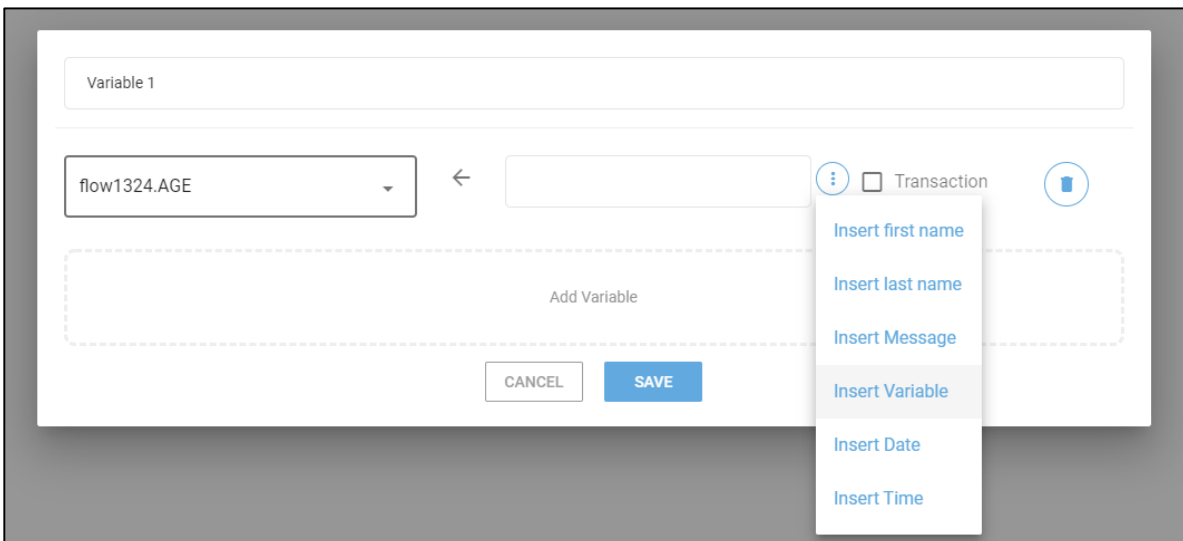 Variable 1
flow1324.AGE
Transaction
Insert first name
Insert last name
Insert Message
Insert Variable
Insert Date
Insert Time
Add Variable
CANCEL
SAVE